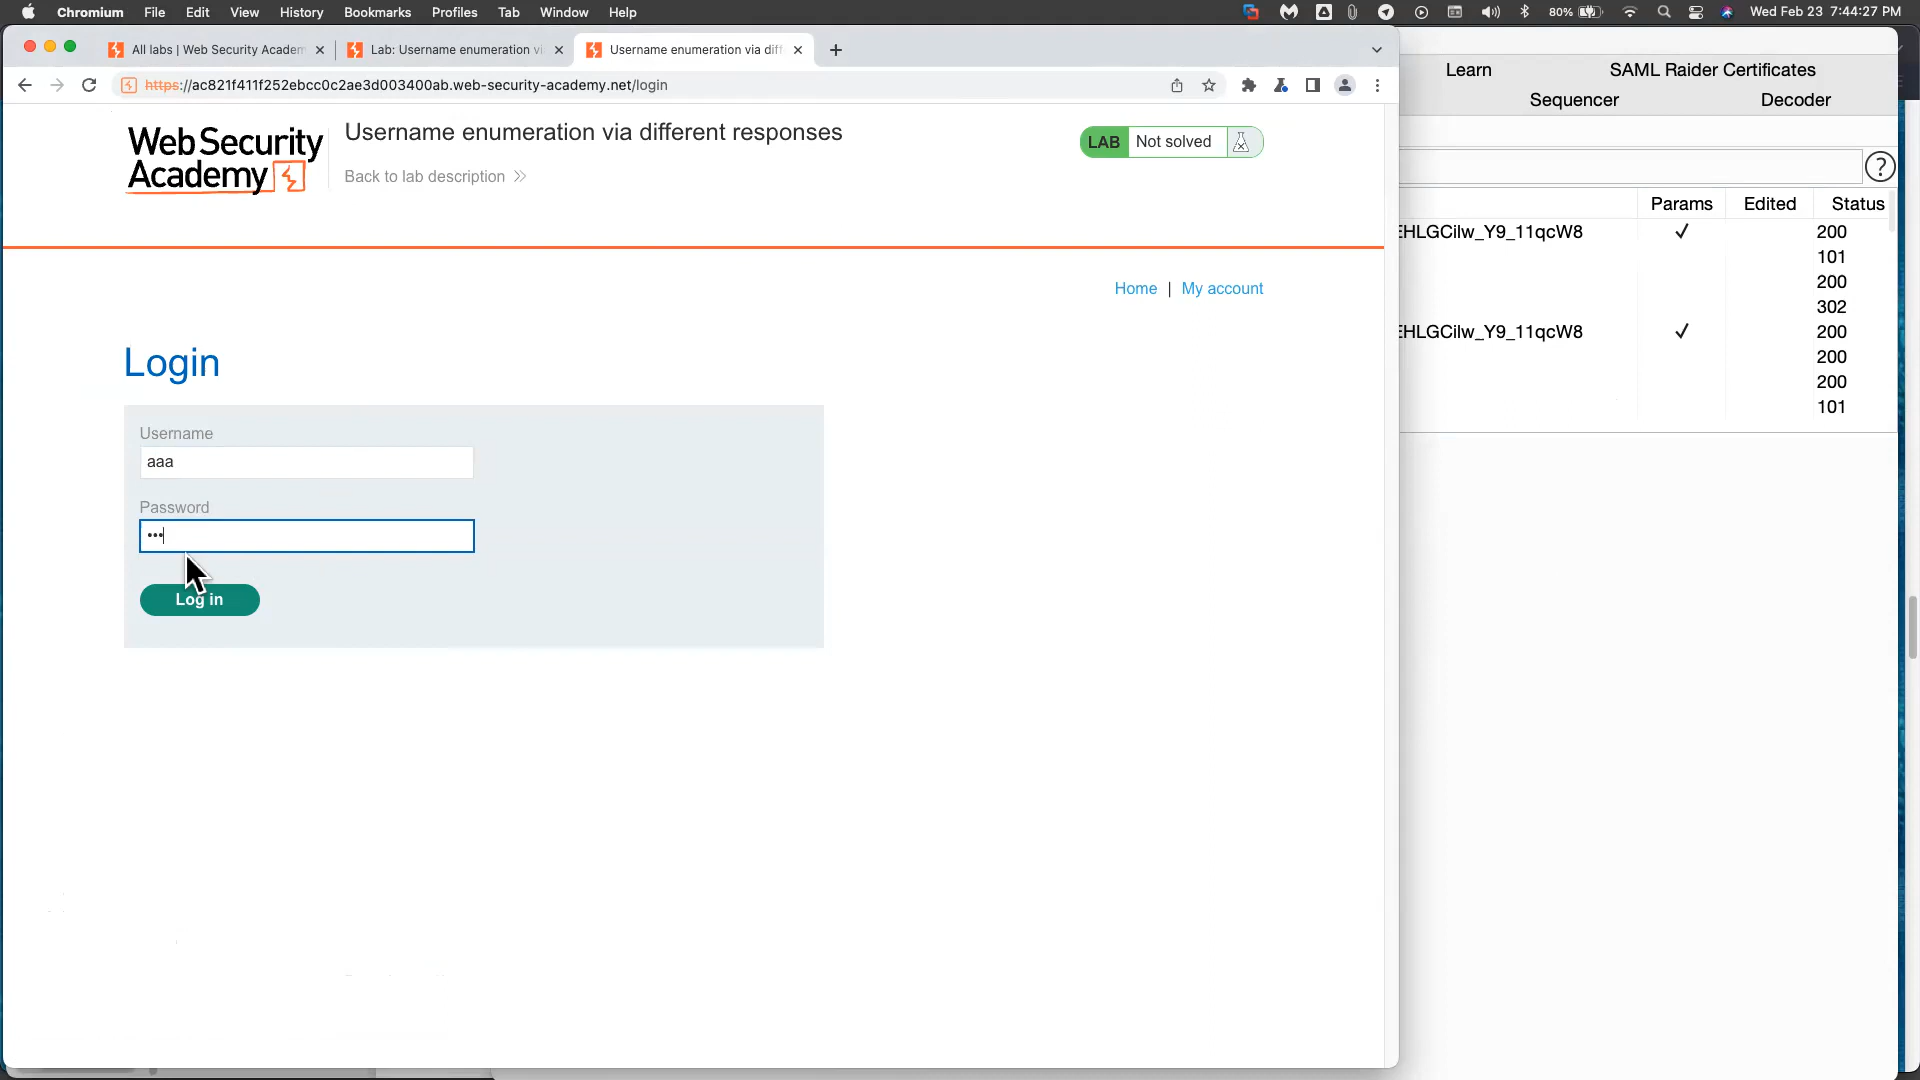 Chromium File Edit View History Bookmarks Profiles Tab Window Help 80% Wed Feb 23 7:44:27 PM
All labs | Web Security Academ Lab: Username enumeration vi Username enumeration via diff
https://ac821f411f252ebcc0c2ae3d003400ab.web-security-academy.net/login
Web Security
Academy
Username enumeration via different responses
Back to lab description
LAB Not solved
Home | My account
Login
Username
aaa
Password
•••
Log in
Learn SAML Raider Certificates
Sequencer Decoder
?
Params Edited Status
EHLGCilw_Y9_11qcW8 ✓ 200
101
200
302
EHLGCilw_Y9_11qcW8 ✓ 200
200
200
101